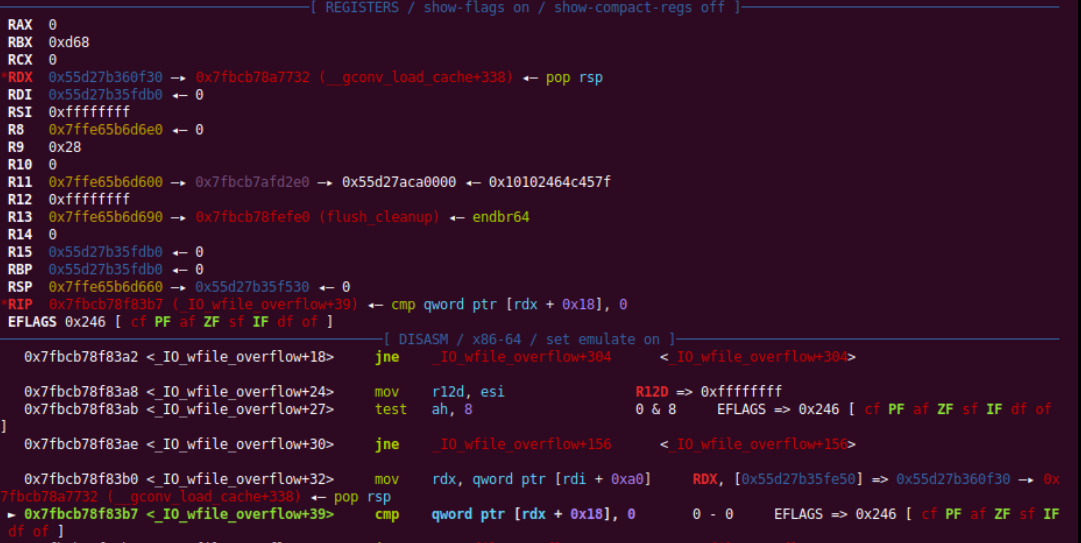 [ REGISTERS / show-flags on / show-compact-regs off ]
RAX 0
RBX 0xd68
RCX 0
*RDX 0x55d27b360f30 —▸ 0x7fbcb78a7732 (__gconv_load_cache+338) ◂— pop rsp
RDI 0x55d27b35fdb0 ◂— 0
RSI 0xffffffff
R8 0x7ffe65b6d6e0 ◂— 0
R9 0x28
R10 0
R11 0x7ffe65b6d600 —▸ 0x7fbcb7afd2e0 —▸ 0x55d27aca0000 ◂— 0x10102464c457f
R12 0xffffffff
R13 0x7ffe65b6d690 —▸ 0x7fbcb78fefe0 (flush_cleanup) ◂— endbr64
R14 0
R15 0x55d27b35fdb0 ◂— 0
RBP 0x55d27b35fdb0 ◂— 0
RSP 0x7ffe65b6d660 —▸ 0x55d27b35f530 ◂— 0
*RIP 0x7fbcb78f83b7 (_IO_wfile_overflow+39) ◂— cmp qword ptr [rdx + 0x18], 0
EFLAGS 0x246 [ cf PF af ZF sf IF df of ]
[ DISASM / x86-64 / set emulate on ]
0x7fbcb78f83a2 <_IO_wfile_overflow+18> jne _IO_wfile_overflow+304 <_IO_wfile_overflow+304>
0x7fbcb78f83a8 <_IO_wfile_overflow+24> mov r12d, esi R12D => 0xffffffff
0x7fbcb78f83ab <_IO_wfile_overflow+27> test ah, 8 0 & 8 EFLAGS => 0x246 [ cf PF af ZF sf IF df of
]
0x7fbcb78f83ae <_IO_wfile_overflow+30> jne _IO_wfile_overflow+156 <_IO_wfile_overflow+156>
0x7fbcb78f83b0 <_IO_wfile_overflow+32> mov rdx, qword ptr [rdi + 0xa0] RDX, [0x55d27b35fe50] => 0x55d27b360f30 —▸ 0x
7fbcb78a7732 (__gconv_load_cache+338) ◂— pop rsp
► 0x7fbcb78f83b7 <_IO_wfile_overflow+39> cmp qword ptr [rdx + 0x18], 0 0 - 0 EFLAGS => 0x246 [ cf PF af ZF sf IF
df of ]